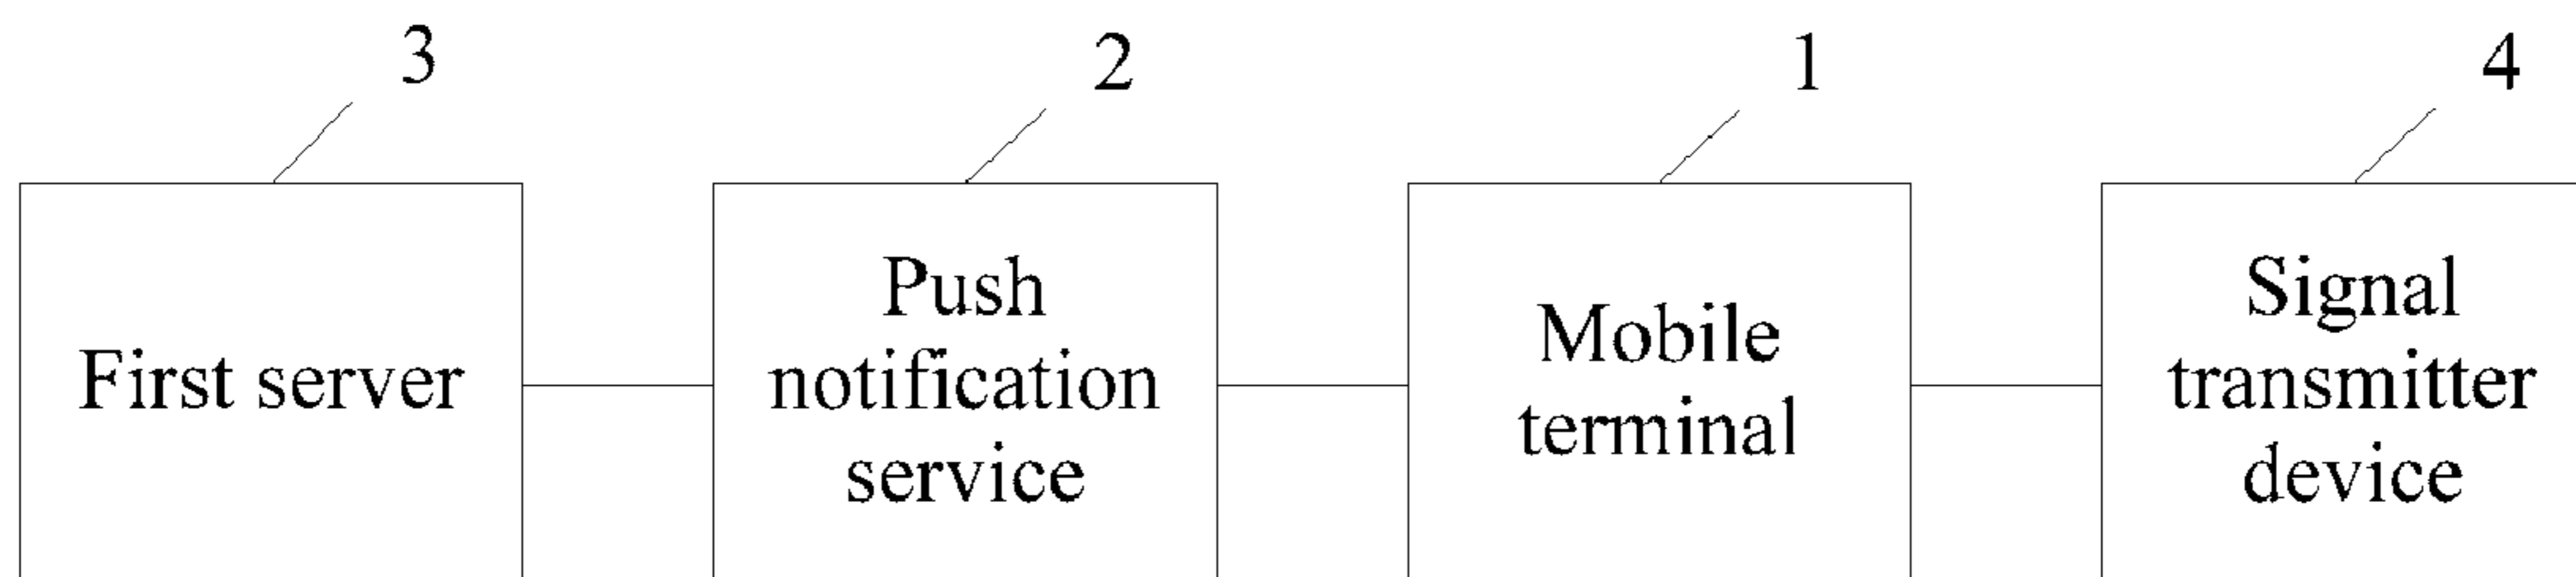 3
2
1
4
First server
Push
notification
service
Mobile
terminal
Signal
transmitter
device